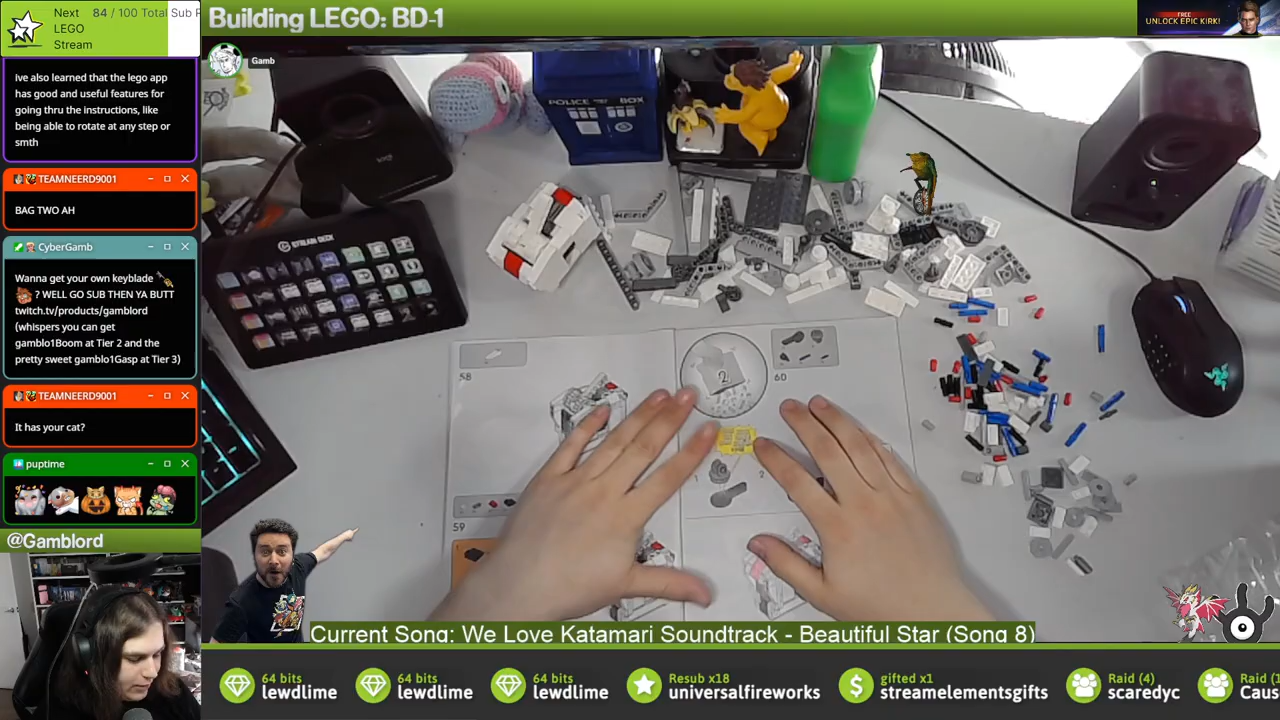 Next
LEGO
Stream
84 / 100 Total Sub P
Building LEGO: BD-1
FREE
UNLOCK EPIC KIRK!
Gamb
ive also learned that the lego app
has good and useful features for
going thru the instructions, like
being able to rotate at any step or
smth
TEAMNEERD9001
BAG TWO AH
CyberGamb
Wanna get your own keyblade
? WELL GO SUB THEN YA BUTT
twitch.tv/products/gamblord
(whispers you can get
gamblo1Boom at Tier 2 and the
pretty sweet gamblo1Gasp at Tier 3)
TEAMNEERD9001
It has your cat?
puptime
@Gamblord
POLICE BOX
STREAM DECK
58
2
60
59
1
2
Current Song: We Love Katamari Soundtrack - Beautiful Star (Song 8)
64 bits
lewdlime
64 bits
lewdlime
64 bits
lewdlime
Resub x18
universalfireworks
gifted x1
streamelementsgifts
Raid (4)
scaredyc
Raid (1
Caus